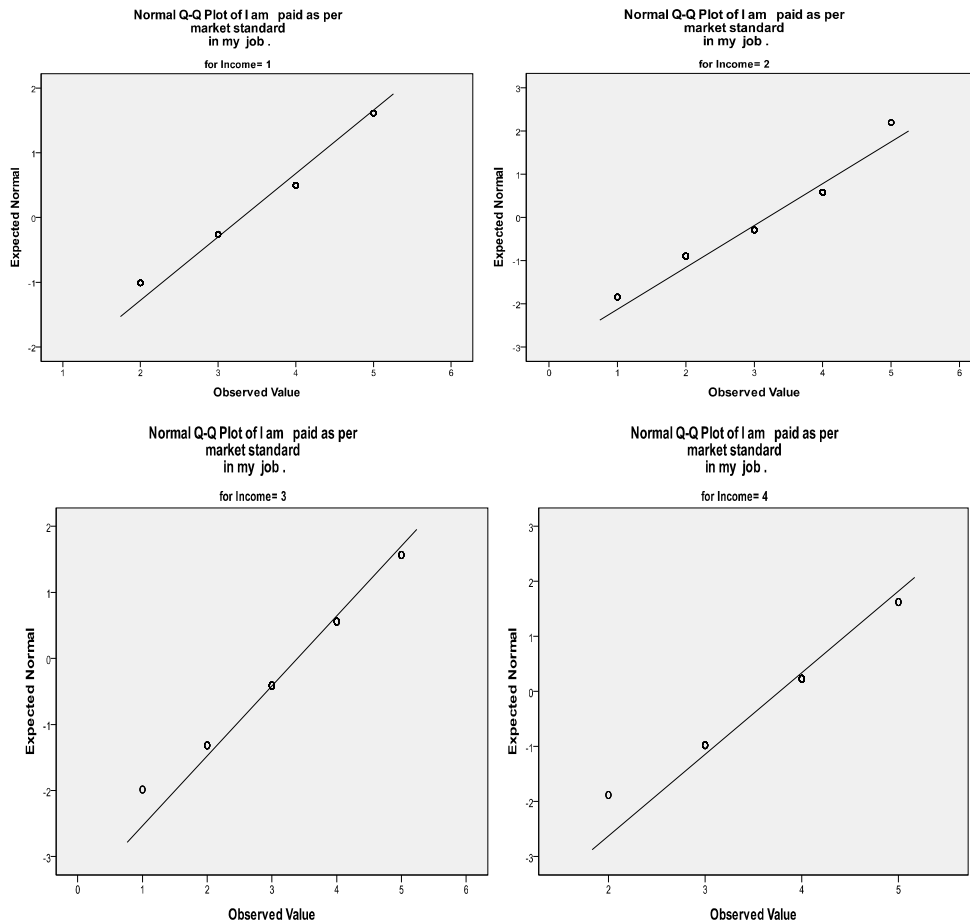 Normal Q-Q Plot of I am paid as per
market standard
in my job .
for Income= 1
2
1
0
-1
-2
Expected Normal
1 2 3 4 5 6
Observed Value
Normal Q-Q Plot of I am paid as per
market standard
in my job .
for Income= 2
3
2
1
0
-1
-2
-3
Expected Normal
0 1 2 3 4 5 6
Observed Value
Normal Q-Q Plot of I am paid as per
market standard
in my job .
for Income= 3
2
1
0
-1
-2
-3
Expected Normal
0 1 2 3 4 5 6
Observed Value
Normal Q-Q Plot of I am paid as per
market standard
in my job .
for Income= 4
3
2
1
0
-1
-2
-3
Expected Normal
2 3 4 5
Observed Value